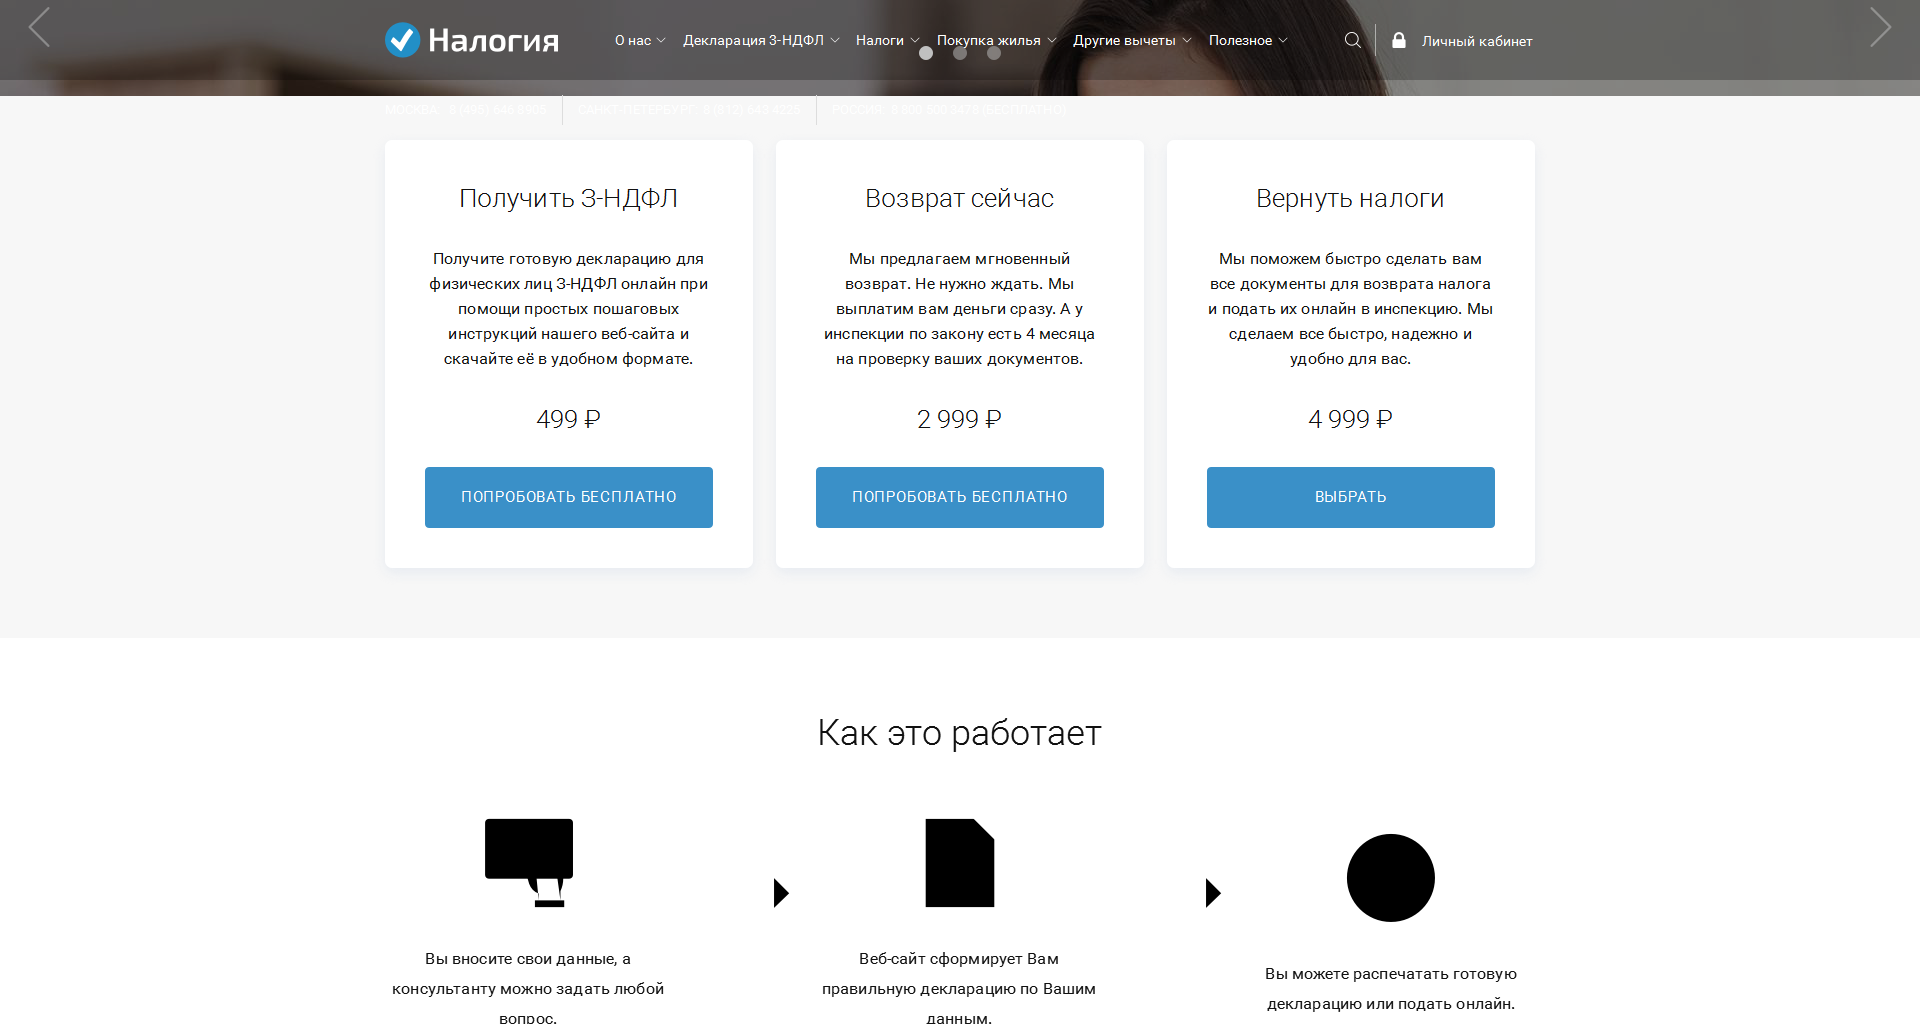 Налогия
О нас
Декларация 3-НДФЛ
Налоги
Покупка жилья
Другие вычеты
Полезное
Личный кабинет
МОСКВА:
САНКТ-ПЕТЕРБУРГ:
РОССИЯ: (БЕСПЛАТНО)
Получить 3-НДФЛ
Получите готовую декларацию для
физических лиц 3-НДФЛ онлайн при
помощи простых пошаговых
инструкций нашего веб-сайта и
скачайте её в удобном формате.
499 ₽
ПОПРОБОВАТЬ БЕСПЛАТНО
Возврат сейчас
Мы предлагаем мгновенный
возврат. Не нужно ждать. Мы
выплатим вам деньги сразу. А у
инспекции по закону есть 4 месяца
на проверку ваших документов.
2 999 ₽
ПОПРОБОВАТЬ БЕСПЛАТНО
Вернуть налоги
Мы поможем быстро сделать вам
все документы для возврата налога
и подать их онлайн в инспекцию. Мы
сделаем все быстро, надежно и
удобно для вас.
4 999 ₽
ВЫБРАТЬ
Как это работает
Вы вносите свои данные, а
консультанту можно задать любой
вопрос.
Веб-сайт сформирует Вам
правильную декларацию по Вашим
данным.
Вы можете распечатать готовую
декларацию или подать онлайн.